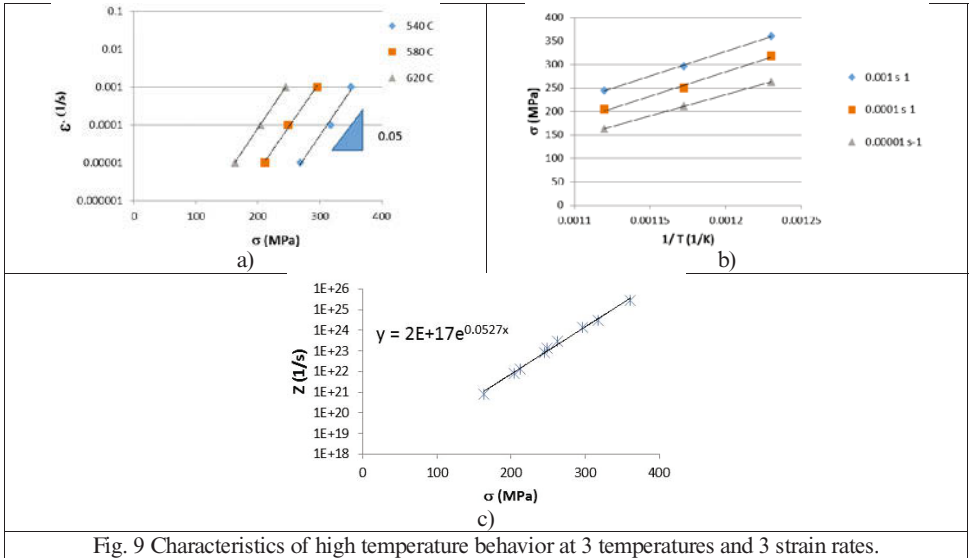 0.1
0.01
0.001
0.0001
0.00001
0.000001
ε· (1/s)
0 100 200 300 400
σ (MPa)
540 C
580 C
620 C
0.05
a)
400
350
300
250
200
150
100
50
0
σ (MPa)
0.0011 0.00115 0.0012 0.00125
1/ T (1/K)
0.001 s-1
0.0001 s-1
0.00001 s-1
b)
1E+26
1E+25
1E+24
1E+23
1E+22
1E+21
1E+20
1E+19
1E+18
Z (1/s)
y = 2E+17e^0.0527x
0 100 200 300 400
σ (MPa)
c)
Fig. 9 Characteristics of high temperature behavior at 3 temperatures and 3 strain rates.